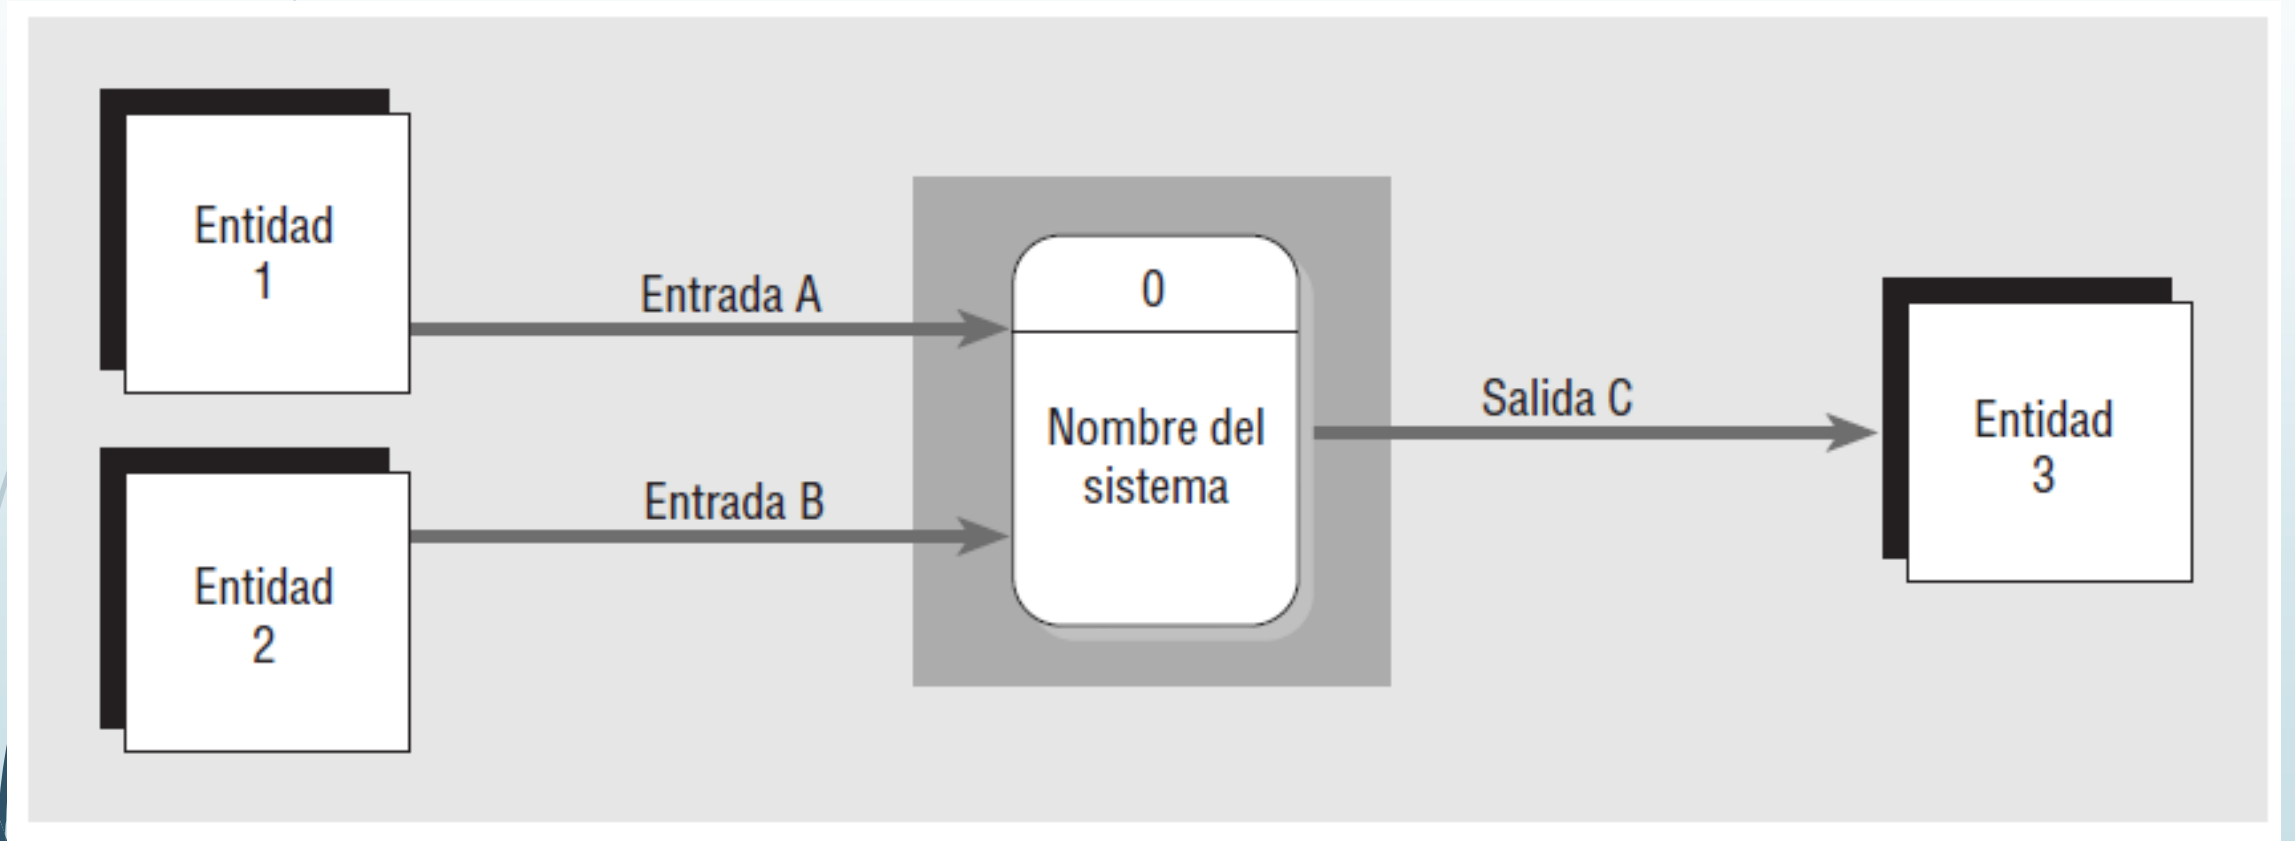 Entidad
1
Entrada A
0
Nombre del
sistema
Salida C
Entidad
3
Entrada B
Entidad
2